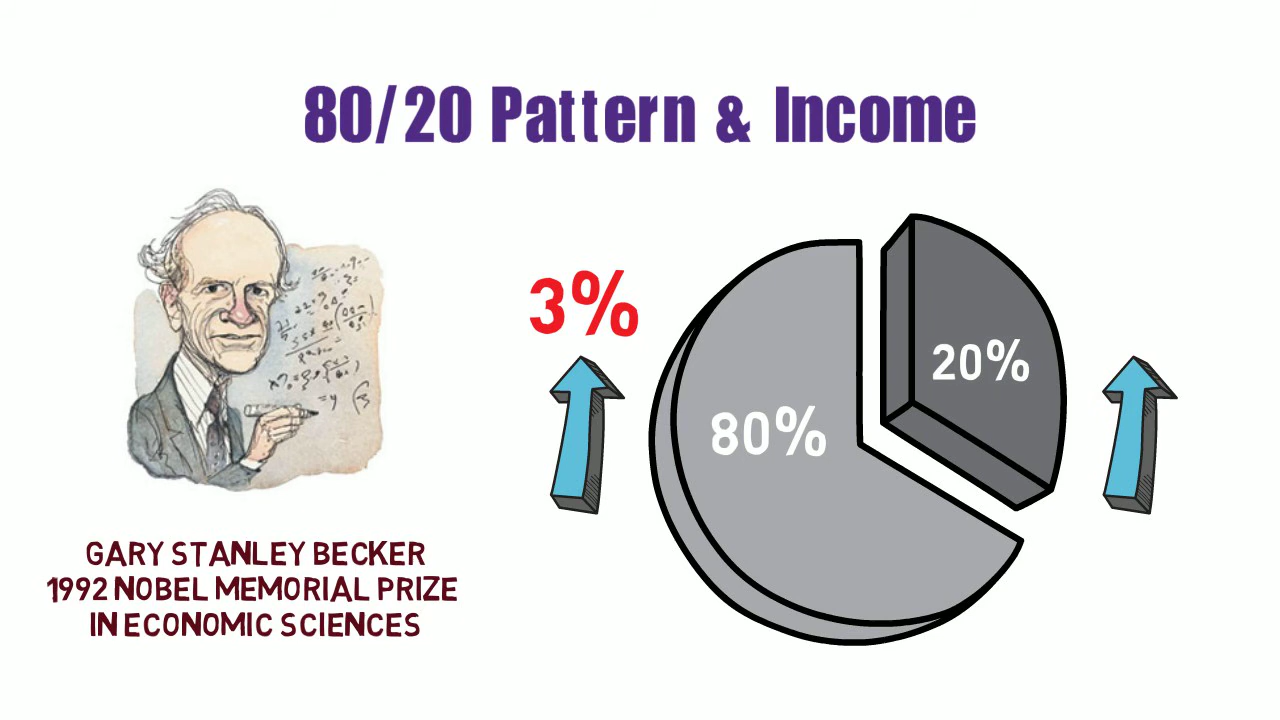 80/20 Pattern & Income
3%
80%
20%
GARY STANLEY BECKER
1992 NOBEL MEMORIAL PRIZE
IN ECONOMIC SCIENCES